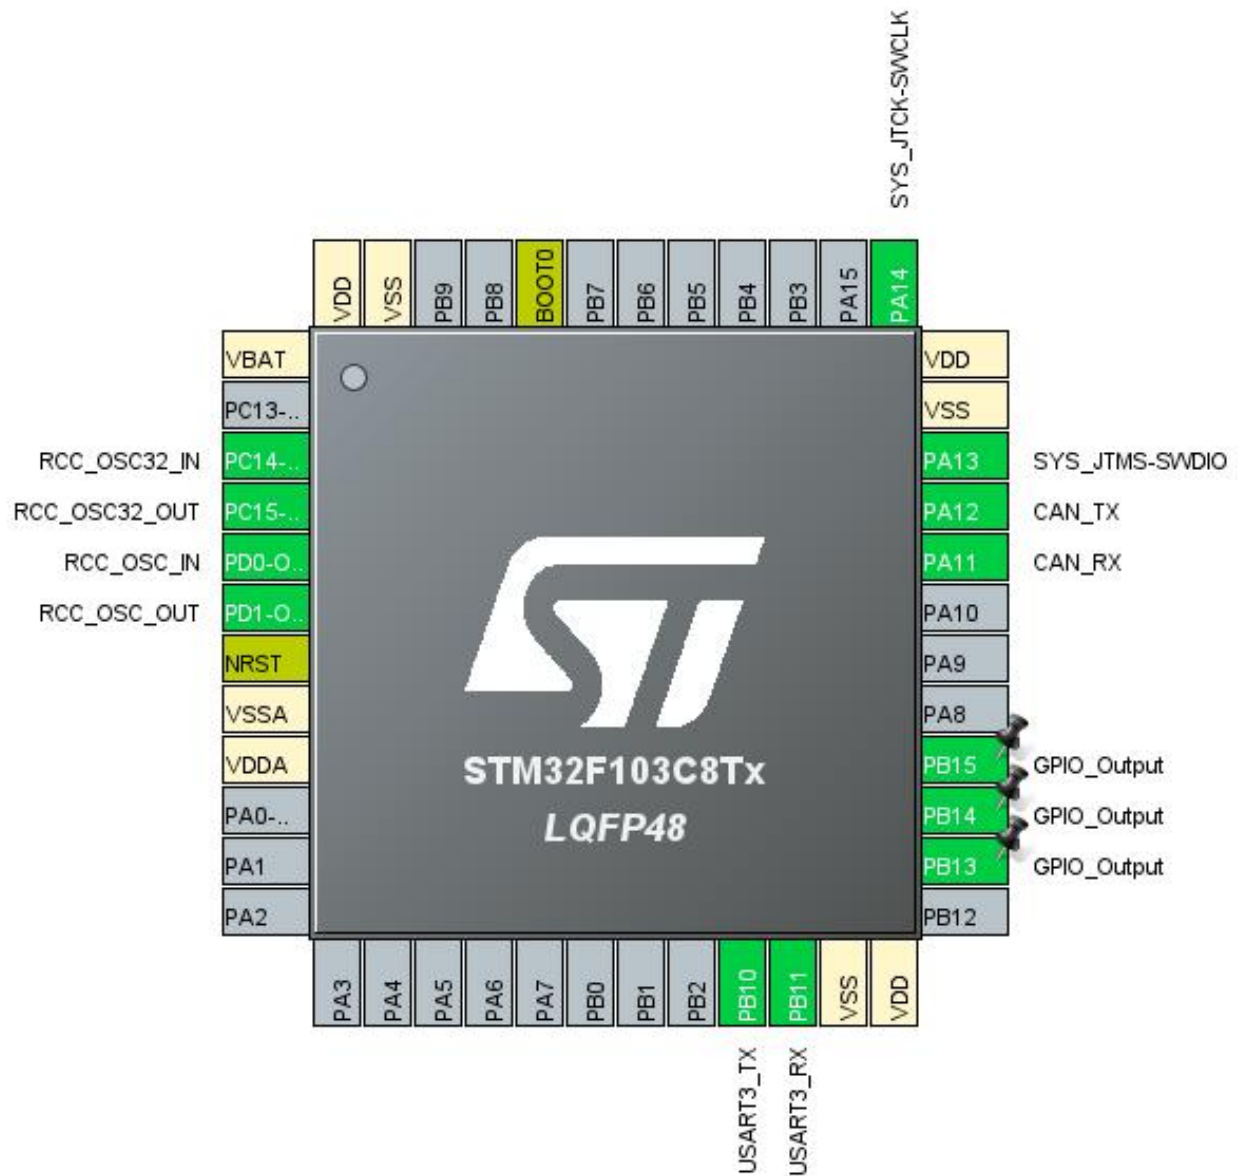 SYS_JTCK-SWCLK
VDD
VSS
PB9
PB8
BOOT0
PB7
PB6
PB5
PB4
PB3
PA15
PA14
VBAT
PC13-..
RCC_OSC32_IN PC14-..
RCC_OSC32_OUT PC15-..
RCC_OSC_IN PD0-O..
RCC_OSC_OUT PD1-O..
NRST
VSSA
VDDA
PA0-..
PA1
PA2
STM32F103C8Tx
LQFP48
VDD
VSS
PA13 SYS_JTMS-SWDIO
PA12 CAN_TX
PA11 CAN_RX
PA10
PA9
PA8
PB15 GPIO_Output
PB14 GPIO_Output
PB13 GPIO_Output
PB12
PA3
PA4
PA5
PA6
PA7
PB0
PB1
PB2
PB10
PB11
VSS
VDD
USART3_TX
USART3_RX